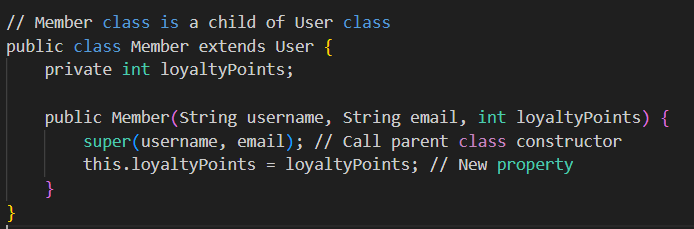 // Member class is a child of User class
public class Member extends User {
    private int loyaltyPoints;

    public Member(String username, String email, int loyaltyPoints) {
        super(username, email); // Call parent class constructor
        this.loyaltyPoints = loyaltyPoints; // New property
    }
}